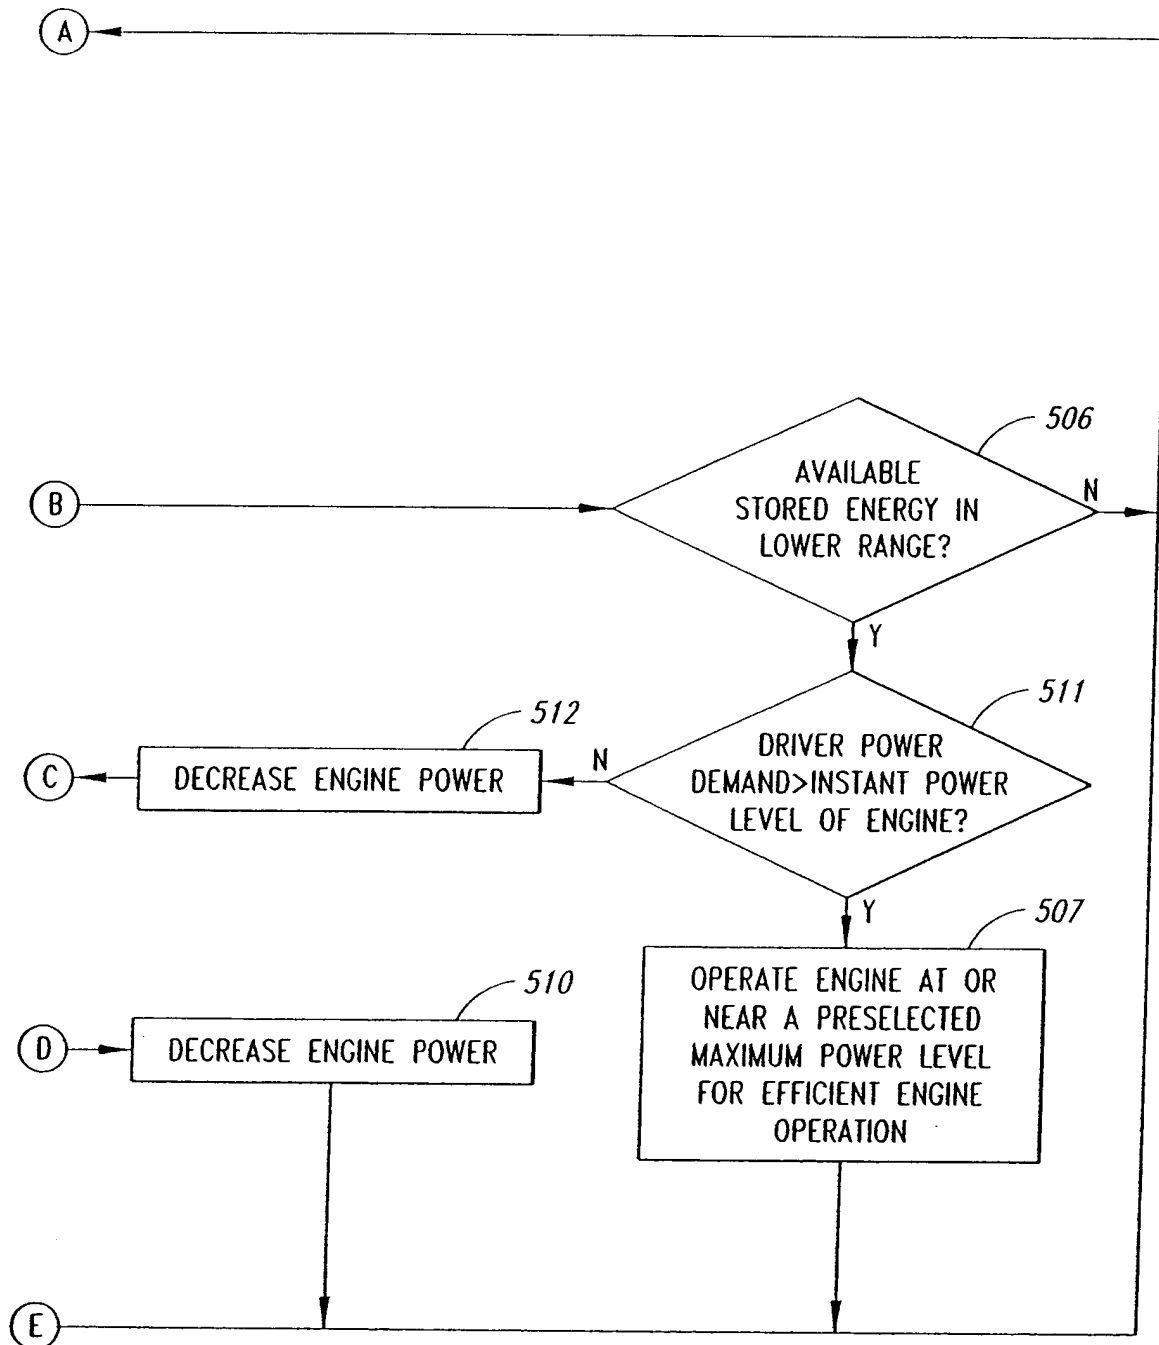 A
506
AVAILABLE
STORED ENERGY IN
LOWER RANGE?
N
B
Y
511
512
DRIVER POWER
DEMAND>INSTANT POWER
LEVEL OF ENGINE?
N
C
DECREASE ENGINE POWER
Y
507
510
OPERATE ENGINE AT OR
NEAR A PRESELECTED
MAXIMUM POWER LEVEL
FOR EFFICIENT ENGINE
OPERATION
D
DECREASE ENGINE POWER
E